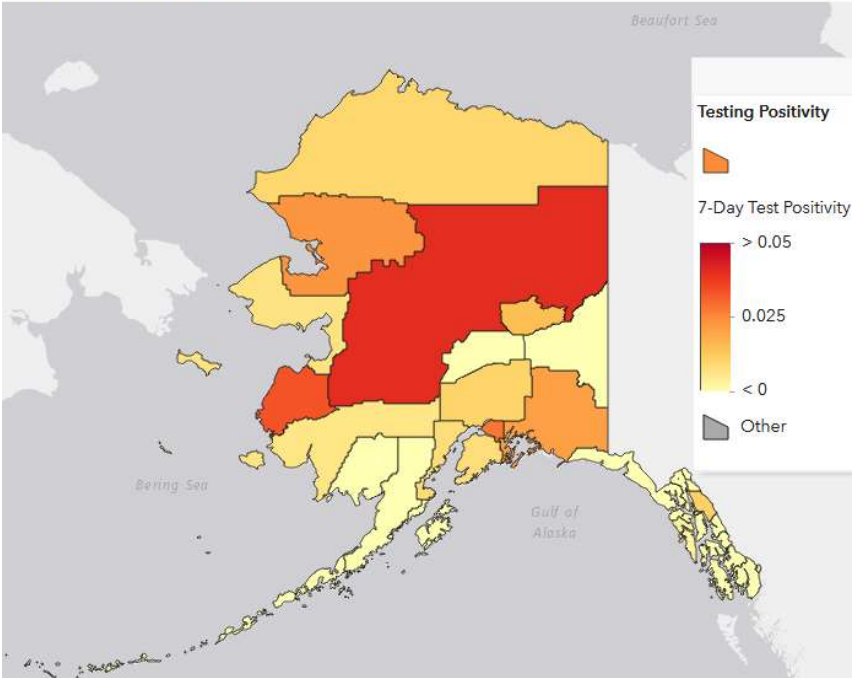 Beaufort Sea
Testing Positivity
7-Day Test Positivity
> 0.05
0.025
< 0
Other
Bering Sea
Gulf of
Alaska